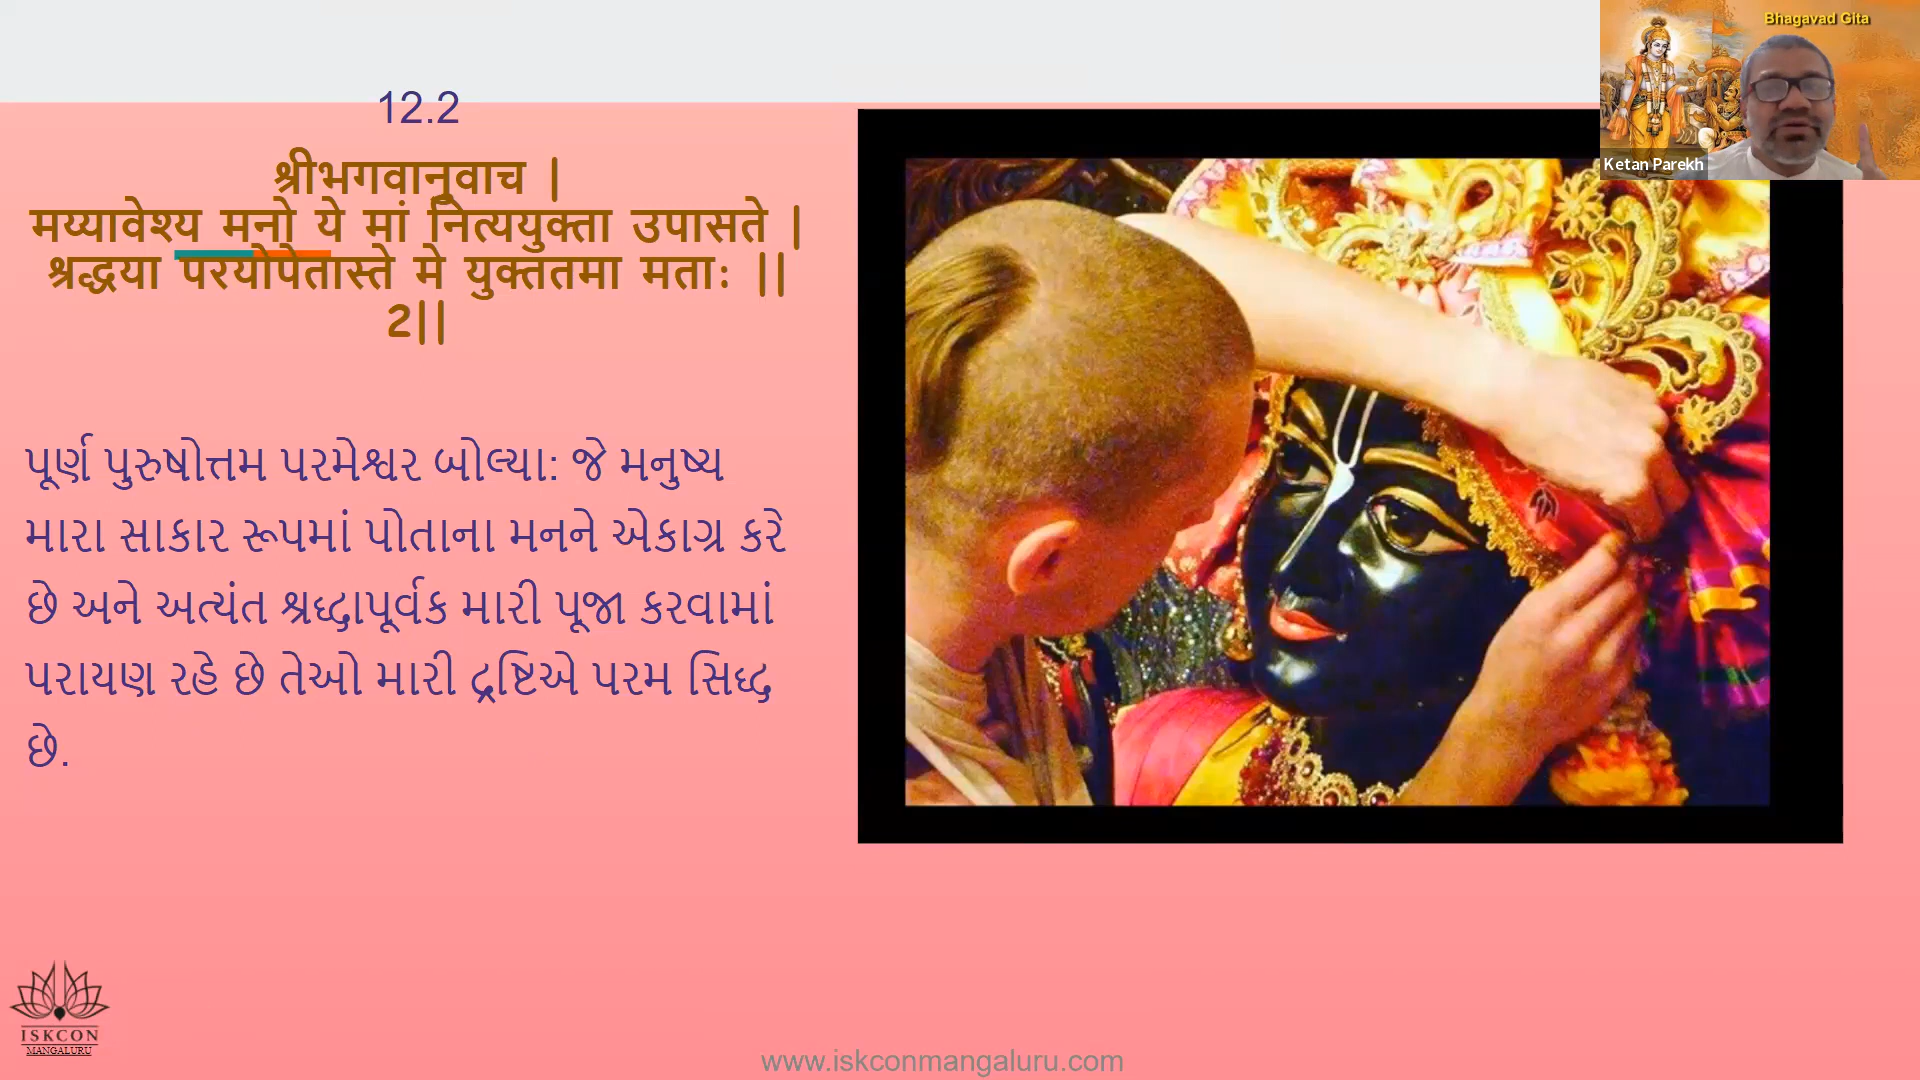 12.2
श्रीभगवानुवाच |
मय्यावेश्य मनो ये मां नित्ययुक्ता उपासते |
श्रद्धया परयोपेतास्ते मे युक्ततमा मताः ||
2||
પૂર્ણ પુરુષોત્તમ પરમેશ્વર બોલ્યા: જે મનુષ્ય
મારા સાકાર રૂપમાં પોતાના મનને એકાગ્ર કરે
છે અને અત્યંત શ્રદ્ધાપૂર્વક મારી પૂજા કરવામાં
પરાયણ રહે છે તેઓ મારી દ્રષ્ટિએ પરમ સિદ્ધ
છે.
Bhagavad Gita
Ketan Parekh
ISKCON
MANGALURU
www.iskconmangaluru.com